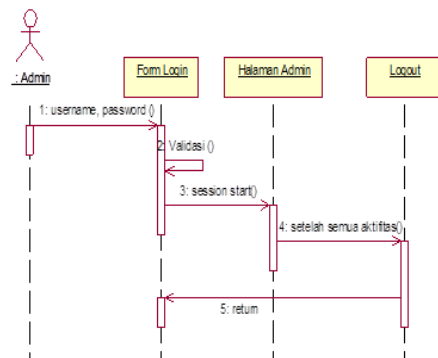 : Admin
Form Login
Halaman Admin
Logout
1: username, password ()
2: Validasi ()
3: session start()
4: setelah semua aktifitas()
5: return